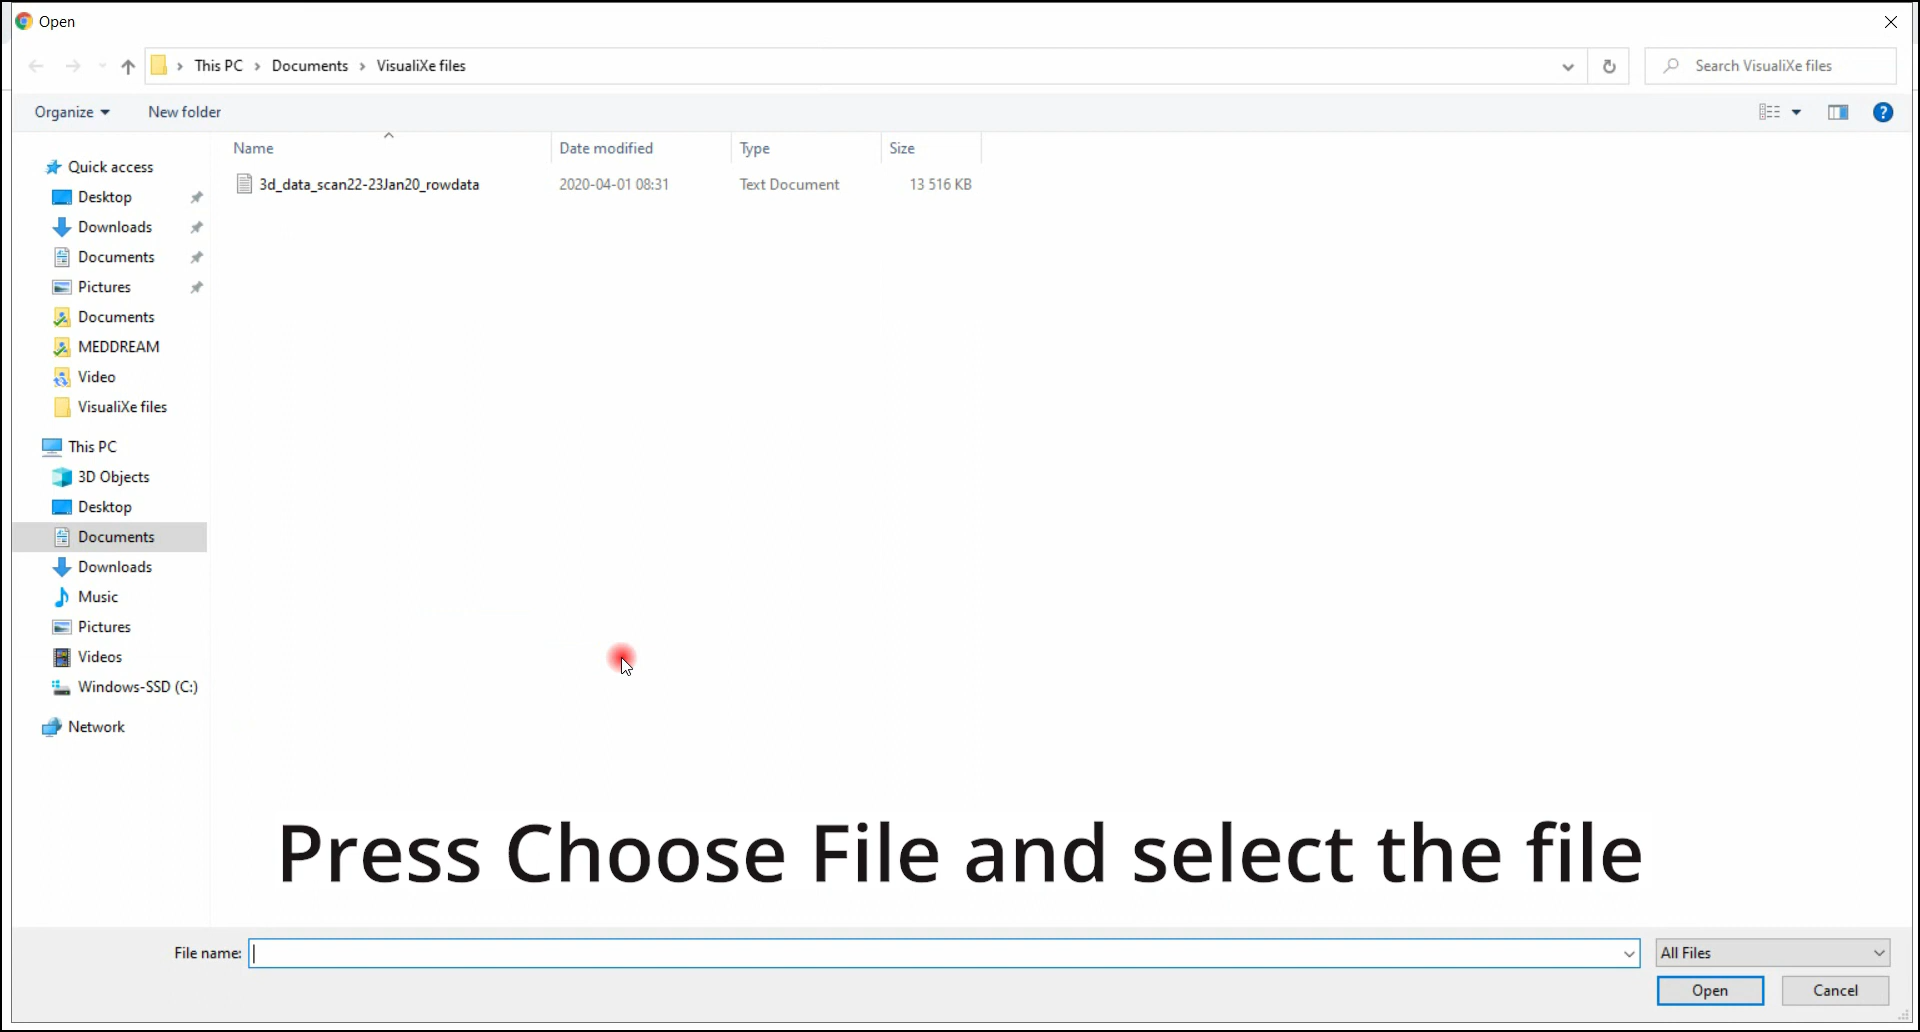 Open
This PC > Documents > VisualiXe files
Search VisualiXe files
Organize
New folder
?
Name
Date modified
Type
Size
3d_data_scan22-23Jan20_rowdata
2020-04-01 08:31
Text Document
13 516 KB
Quick access
Desktop
Downloads
Documents
Pictures
Documents
MEDDREAM
Video
VisualiXe files
This PC
3D Objects
Desktop
Documents
Downloads
Music
Pictures
Videos
Windows-SSD (C:)
Network
Press Choose File and select the file
File name:
All Files
Open
Cancel